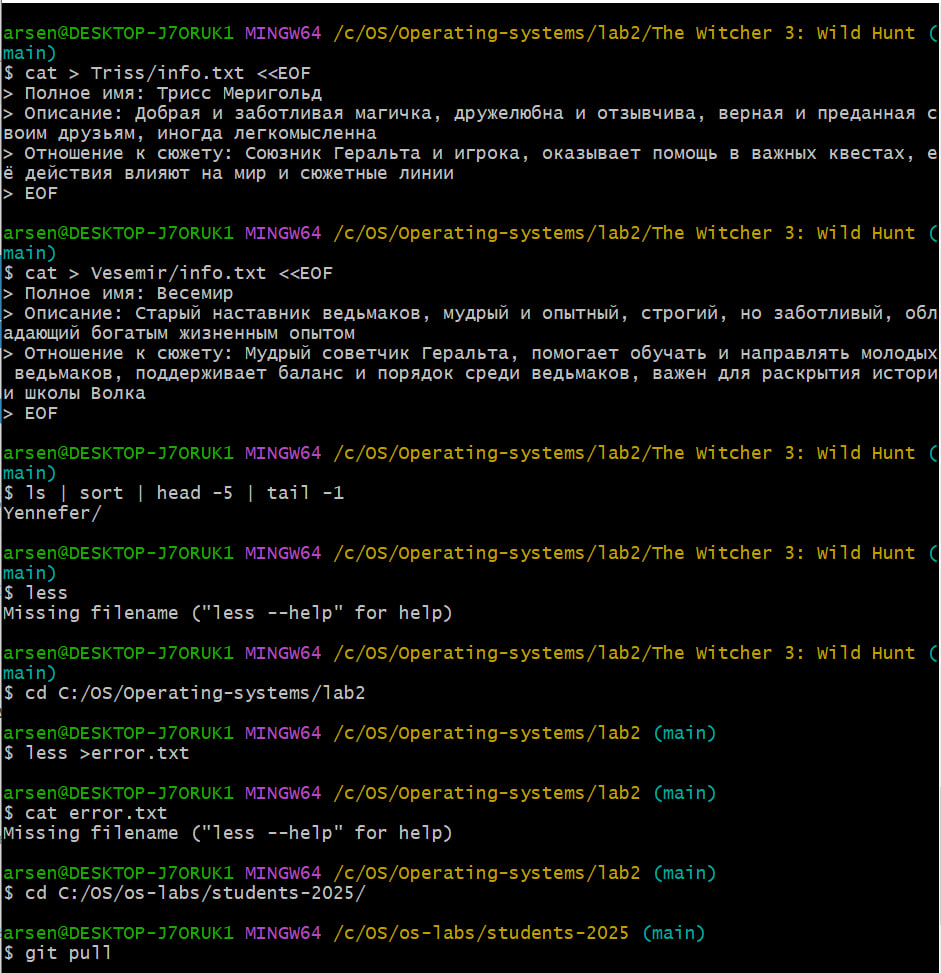 arsen@DESKTOP-J7ORUK1 MINGW64 /c/OS/Operating-systems/lab2/The Witcher 3: Wild Hunt (
main)
$ cat > Triss/info.txt <<EOF
> Полное имя: Трисс Меригольд
> Описание: Добрая и заботливая магичка, дружелюбна и отзывчива, верная и преданная с
воим друзьям, иногда легкомысленна
> Отношение к сюжету: Союзник Геральта и игрока, оказывает помощь в важных квестах, е
ё действия влияют на мир и сюжетные линии
> EOF
arsen@DESKTOP-J7ORUK1 MINGW64 /c/OS/Operating-systems/lab2/The Witcher 3: Wild Hunt (
main)
$ cat > Vesemir/info.txt <<EOF
> Полное имя: Весемир
> Описание: Старый наставник ведьмаков, мудрый и опытный, строгий, но заботливый, обл
адающий богатым жизненным опытом
> Отношение к сюжету: Мудрый советчик Геральта, помогает обучать и направлять молодых
 ведьмаков, поддерживает баланс и порядок среди ведьмаков, важен для раскрытия истори
и школы Волка
> EOF
arsen@DESKTOP-J7ORUK1 MINGW64 /c/OS/Operating-systems/lab2/The Witcher 3: Wild Hunt (
main)
$ ls | sort | head -5 | tail -1
Yennefer/
arsen@DESKTOP-J7ORUK1 MINGW64 /c/OS/Operating-systems/lab2/The Witcher 3: Wild Hunt (
main)
$ less
Missing filename ("less --help" for help)
arsen@DESKTOP-J7ORUK1 MINGW64 /c/OS/Operating-systems/lab2/The Witcher 3: Wild Hunt (
main)
$ cd C:/OS/Operating-systems/lab2
arsen@DESKTOP-J7ORUK1 MINGW64 /c/OS/Operating-systems/lab2 (main)
$ less >error.txt
arsen@DESKTOP-J7ORUK1 MINGW64 /c/OS/Operating-systems/lab2 (main)
$ cat error.txt
Missing filename ("less --help" for help)
arsen@DESKTOP-J7ORUK1 MINGW64 /c/OS/Operating-systems/lab2 (main)
$ cd C:/OS/os-labs/students-2025/
arsen@DESKTOP-J7ORUK1 MINGW64 /c/OS/os-labs/students-2025 (main)
$ git pull